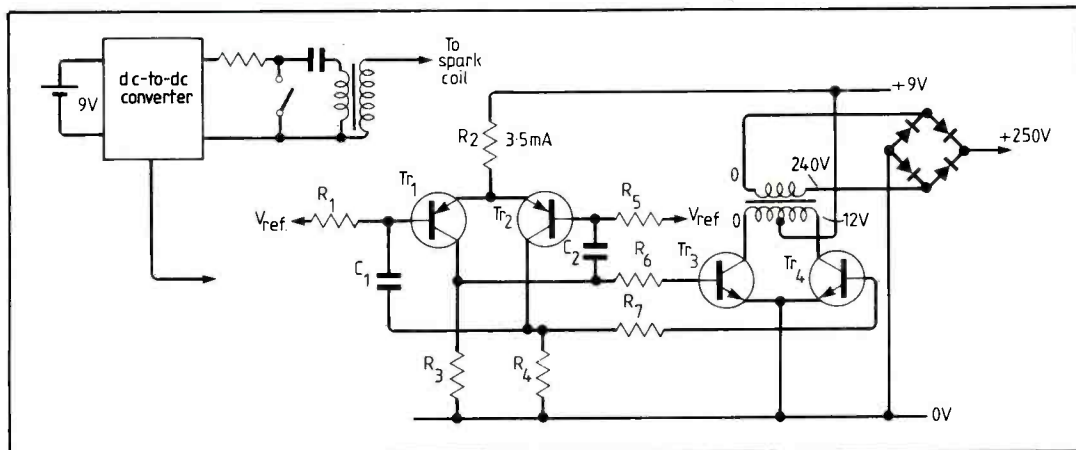 9V
dc-to-dc
converter
To
spark
coil
R2
3·5mA
+9V
+250V
240V
0
0
12V
R1
Vref.
Tr1
Tr2
R5
Vref
C1
C2
R6
Tr3
Tr4
R7
R3
R4
0V